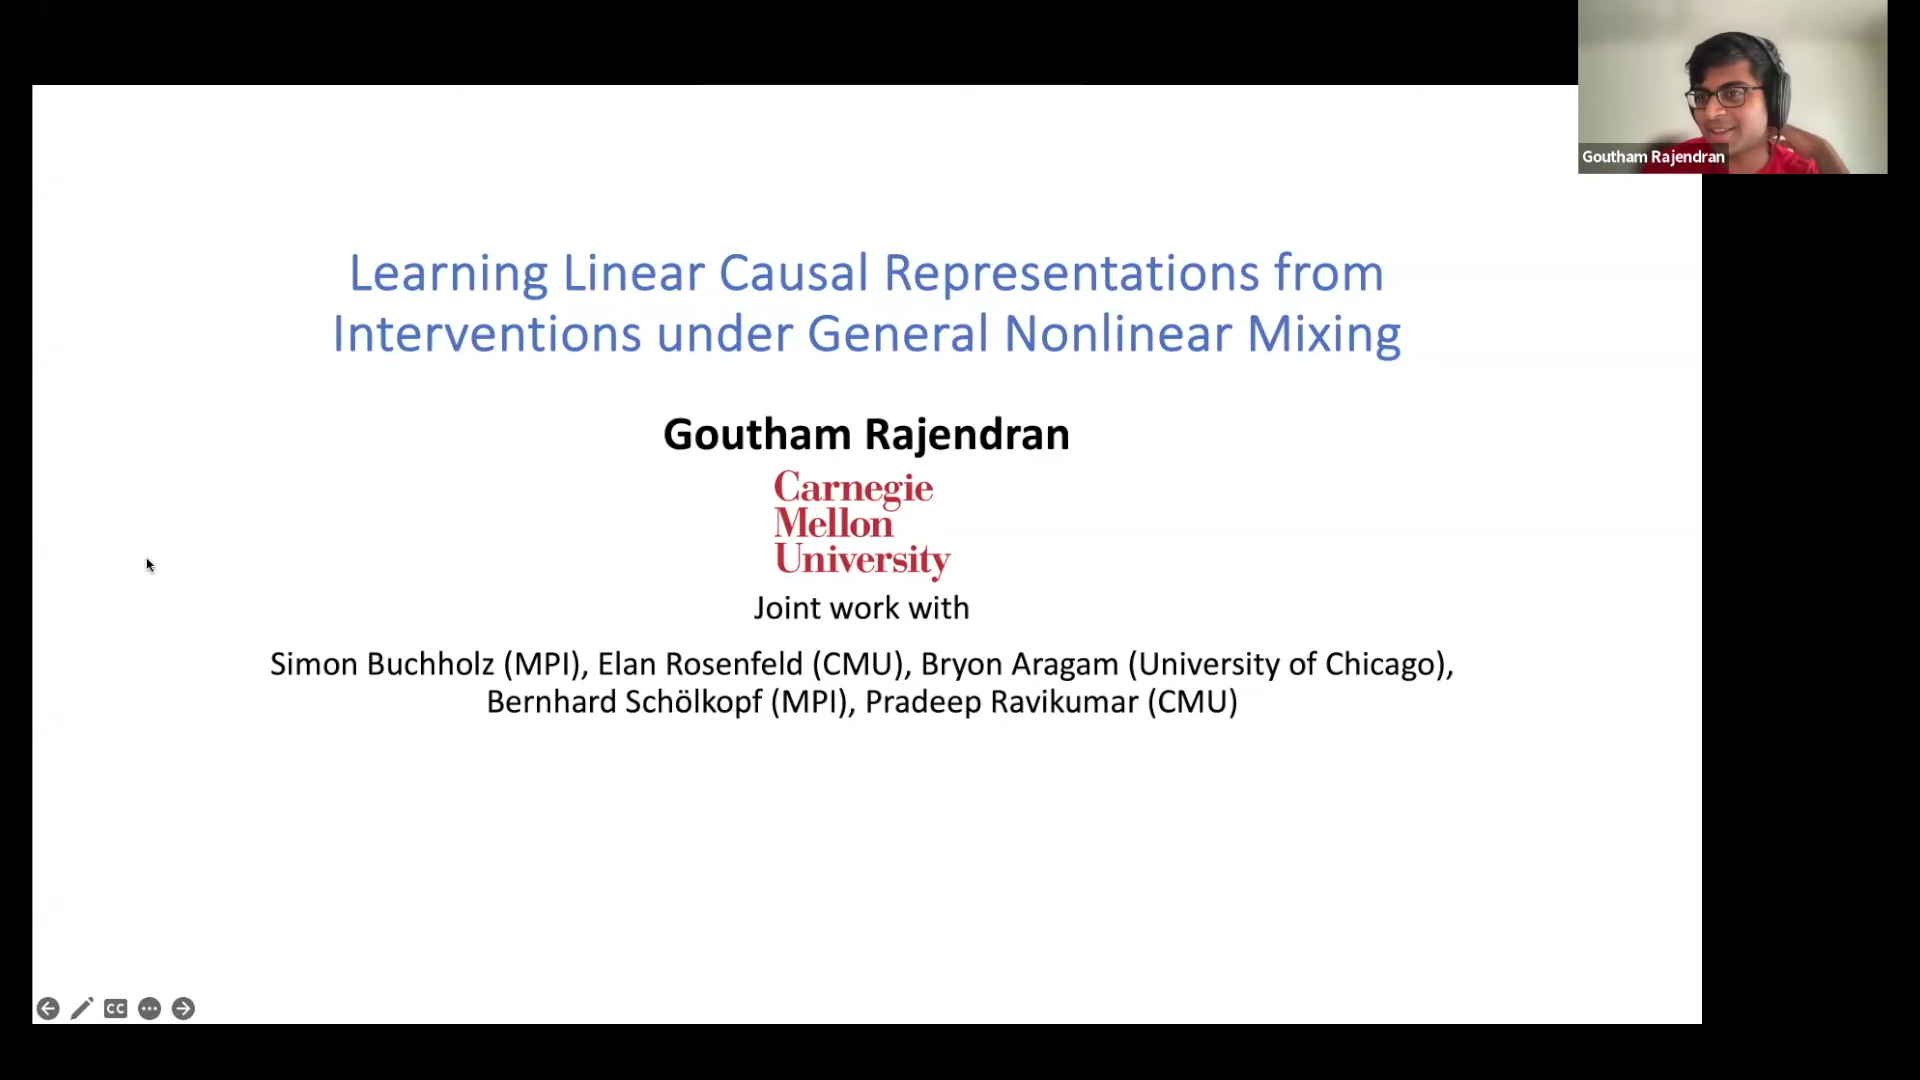 Goutham Rajendran
Learning Linear Causal Representations from
Interventions under General Nonlinear Mixing
Goutham Rajendran
Carnegie
Mellon
University
Joint work with
Simon Buchholz (MPI), Elan Rosenfeld (CMU), Bryon Aragam (University of Chicago),
Bernhard Schölkopf (MPI), Pradeep Ravikumar (CMU)
CC